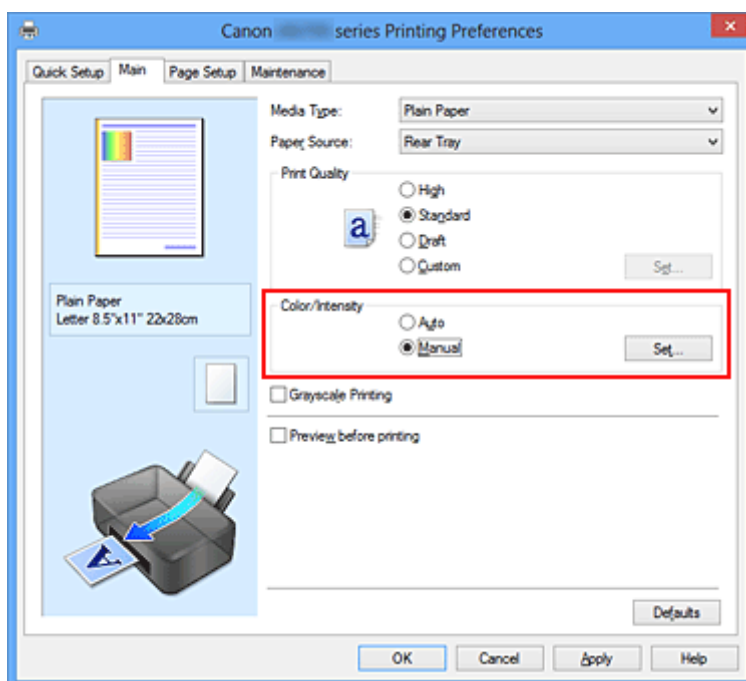 Canon series Printing Preferences
Quick Setup Main Page Setup Maintenance
Media Type: Plain Paper
Paper Source: Rear Tray
Print Quality
High
Standard
Draft
Custom Set...
a
Plain Paper
Letter 8.5"x11" 22x28cm
Color/Intensity
Auto
Manual Set...
Grayscale Printing
Preview before printing
A
Defaults
OK Cancel Apply Help